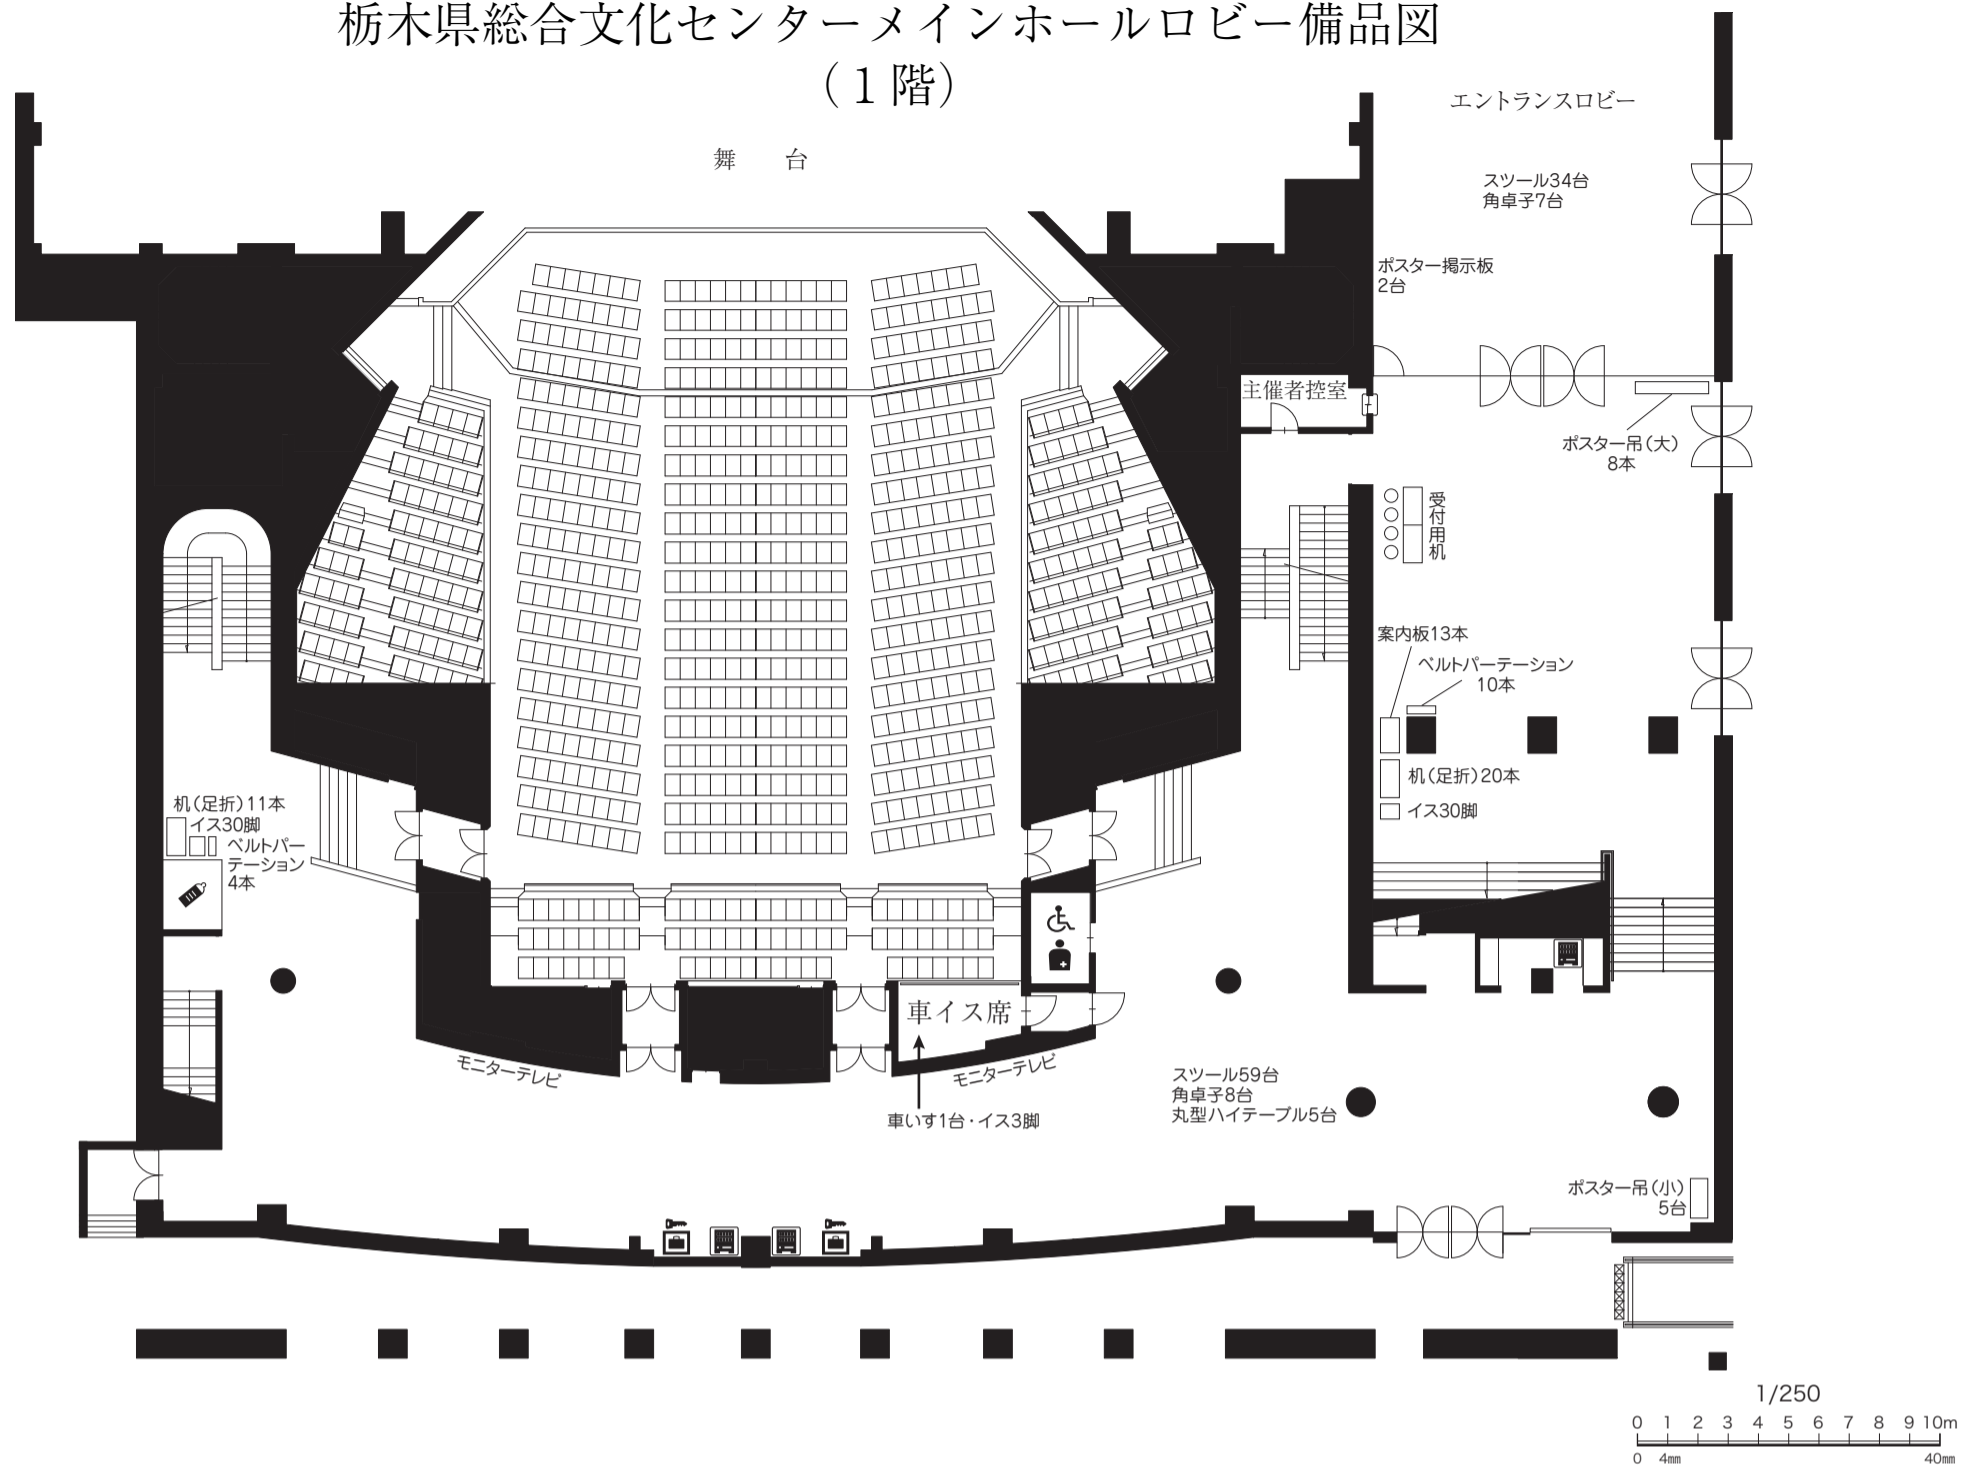 栃木県総合文化センターメインホールロビー備品図
（１階）
エントランスロビー
舞　台
スツール34台
角卓子7台
ポスター掲示板
2台
主催者控室
ポスター吊（大）
8本
受付用机
案内板13本
ベルトパーテーション
10本
机（足折）20本
イス30脚
机（足折）11本
イス30脚
ベルトパー
テーション
4本
車イス席
モニターテレビ
モニターテレビ
車いす1台・イス3脚
スツール59台
角卓子8台
丸型ハイテーブル5台
ポスター吊（小）
5台
1/250
0 1 2 3 4 5 6 7 8 9 10m
0 4㎜ 40㎜